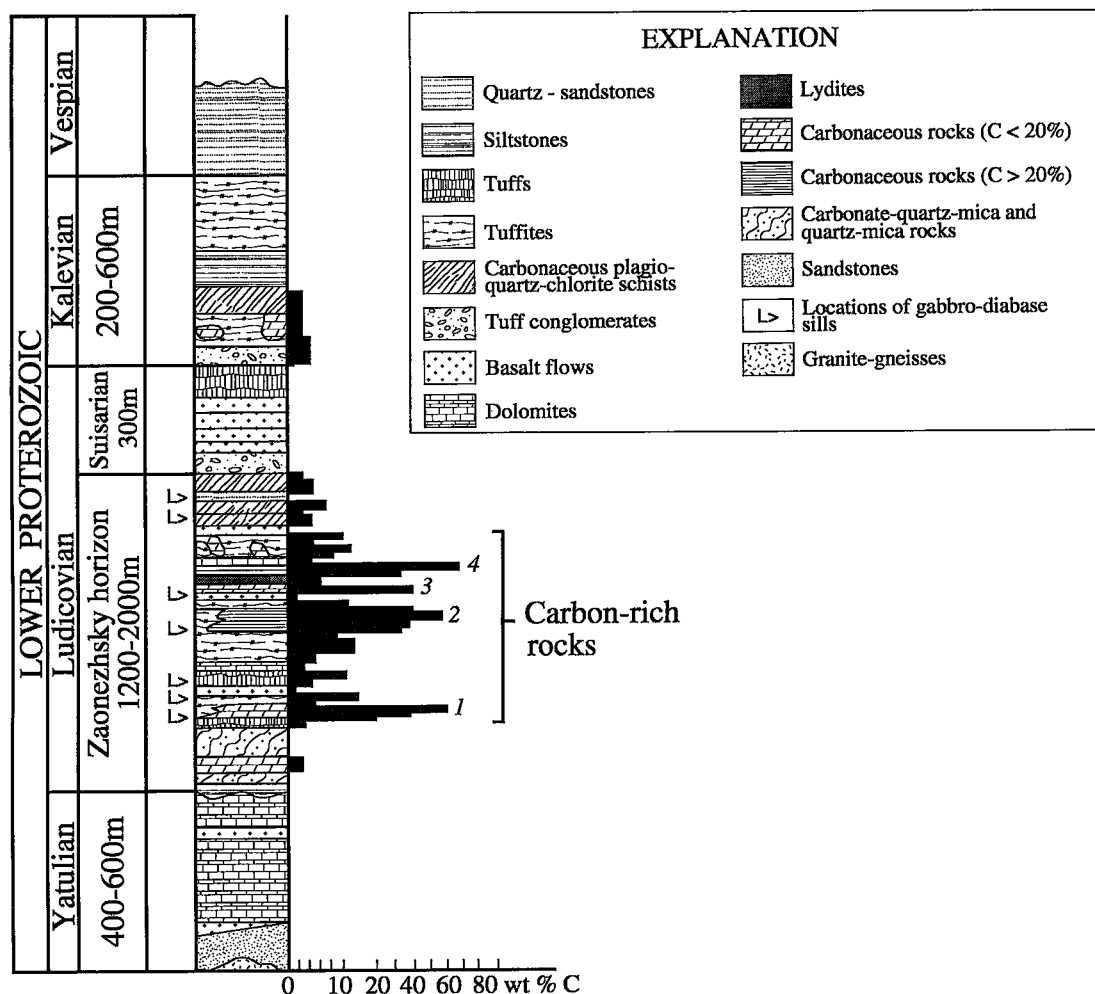 LOWER PROTEROZOIC
Vespian
Kalevian
200-600m
Ludicovian
Suisarian
300m
Zaonezhsky horizon
1200-2000m
Yatulian
400-600m
L>
L>
L>
L>
L>
L>
L>
4
3
2
1
Carbon-rich
rocks
0 10 20 40 60 80 wt % C
EXPLANATION
Quartz - sandstones
Siltstones
Tuffs
Tuffites
Carbonaceous plagio-
quartz-chlorite schists
Tuff conglomerates
Basalt flows
Dolomites
Lydites
Carbonaceous rocks (C < 20%)
Carbonaceous rocks (C > 20%)
Carbonate-quartz-mica and
quartz-mica rocks
Sandstones
L> Locations of gabbro-diabase
sills
Granite-gneisses